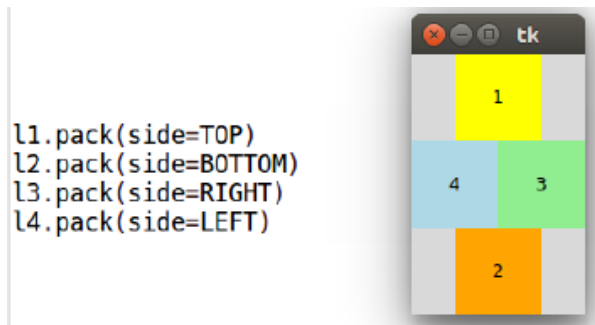 l1.pack(side=TOP)
l2.pack(side=BOTTOM)
l3.pack(side=RIGHT)
l4.pack(side=LEFT)
tk
1
4 3
2